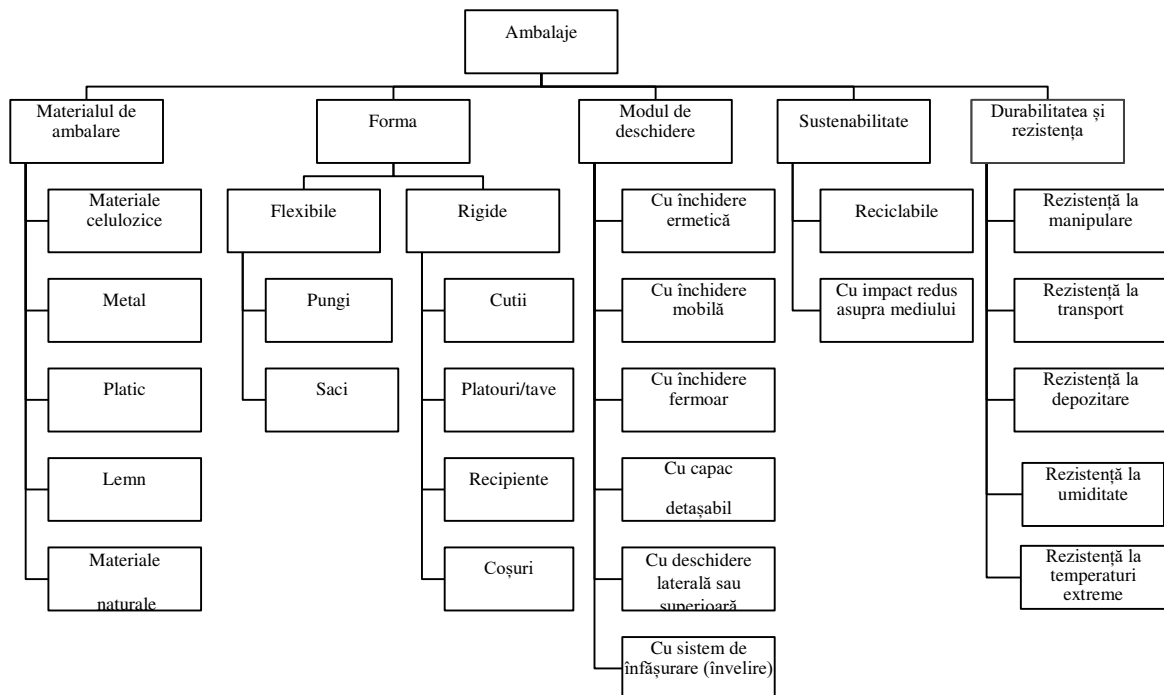 Ambalaje
Materialul de
ambalare
Materiale
celulozice
Metal
Platic
Lemn
Materiale
naturale
Forma
Flexibile
Pungi
Saci
Rigide
Cutii
Platouri/tave
Recipiente
Coșuri
Modul de
deschidere
Cu închidere
ermetică
Cu închidere
mobilă
Cu închidere
fermoar
Cu capac
detașabil
Cu deschidere
laterală sau
superioară
Cu sistem de
înfășurare (învelire)
Sustenabilitate
Reciclabile
Cu impact redus
asupra mediului
Durabilitatea și
rezistența
Rezistență la
manipulare
Rezistență la
transport
Rezistență la
depozitare
Rezistență la
umiditate
Rezistență la
temperaturi
extreme